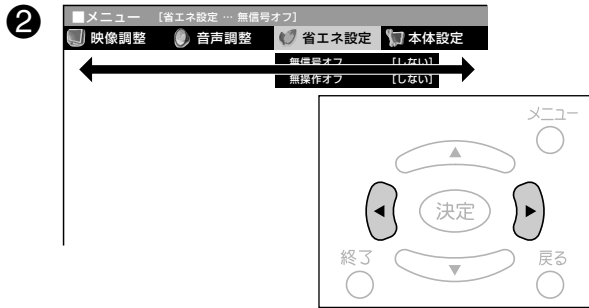 ❷
■メニュー [省エネ設定 … 無信号オフ]
映像調整 音声調整 省エネ設定 本体設定
無信号オフ [しない]
無操作オフ [しない]
メニュー
▲
◀ 決定 ▶
終了 ▼ 戻る